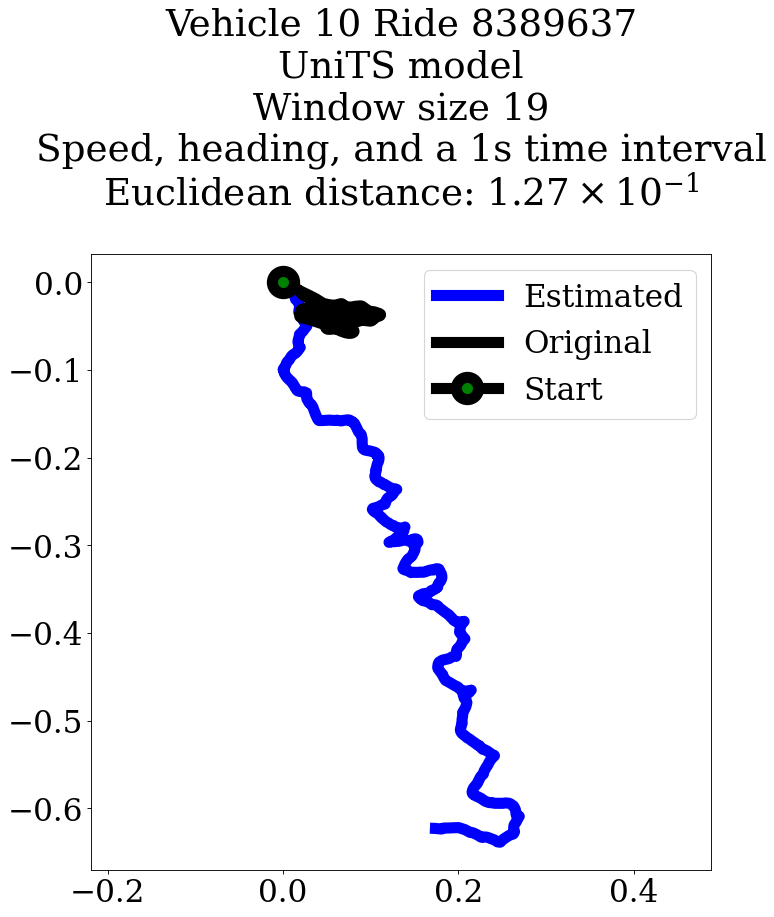 Vehicle 10 Ride 8389637
UniTS model
Window size 19
Speed, heading, and a 1s time interval
Euclidean distance: 1.27 × 10⁻¹
Estimated
Original
Start
0.0
−0.1
−0.2
−0.3
−0.4
−0.5
−0.6
−0.2
0.0
0.2
0.4